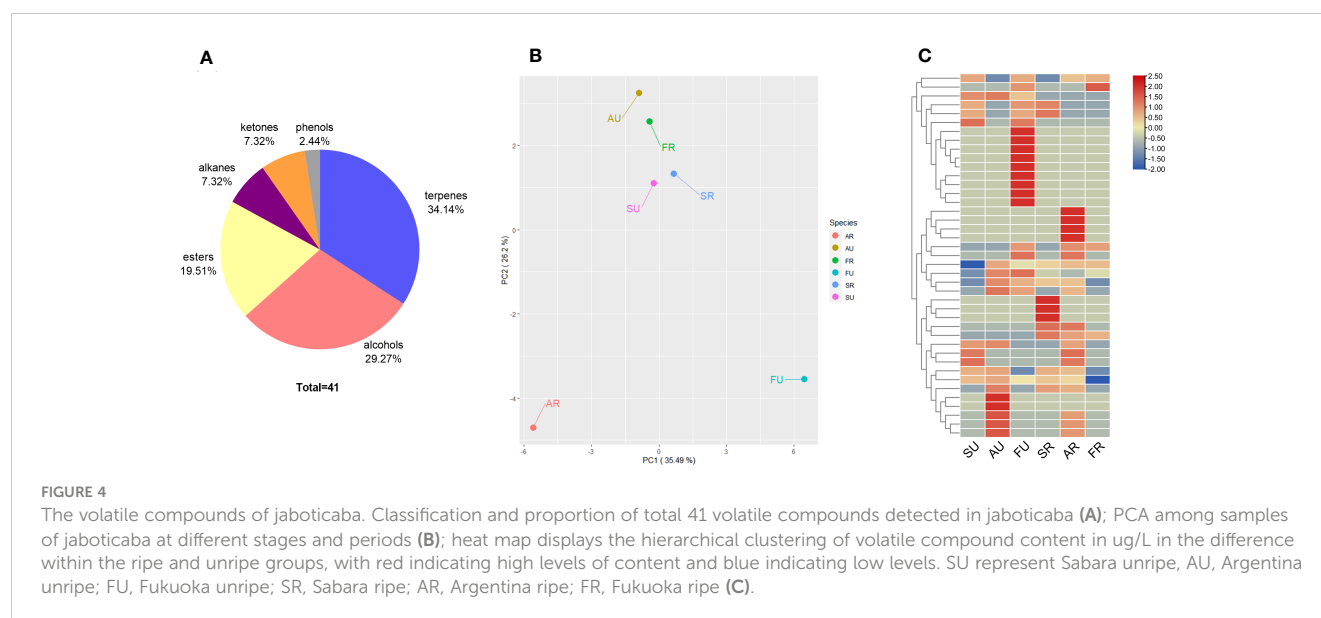 A
ketones
7.32%
phenols
2.44%
alkanes
7.32%
terpenes
34.14%
esters
19.51%
alcohols
29.27%
Total=41
B
AU
FR
SU
SR
FU
AR
2
0
-2
-4
-6
-3
0
3
6
PC2 ( 26.2 %)
PC1 ( 35.49 %)
Species
AR
AU
FR
FU
SR
SU
C
2.50
2.00
1.50
1.00
0.50
0.00
-0.50
-1.00
-1.50
-2.00
SU
AU
FU
SR
AR
FR
FIGURE 4
The volatile compounds of jaboticaba. Classification and proportion of total 41 volatile compounds detected in jaboticaba (A); PCA among samples
of jaboticaba at different stages and periods (B); heat map displays the hierarchical clustering of volatile compound content in ug/L in the difference
within the ripe and unripe groups, with red indicating high levels of content and blue indicating low levels. SU represent Sabara unripe, AU, Argentina
unripe; FU, Fukuoka unripe; SR, Sabara ripe; AR, Argentina ripe; FR, Fukuoka ripe (C).